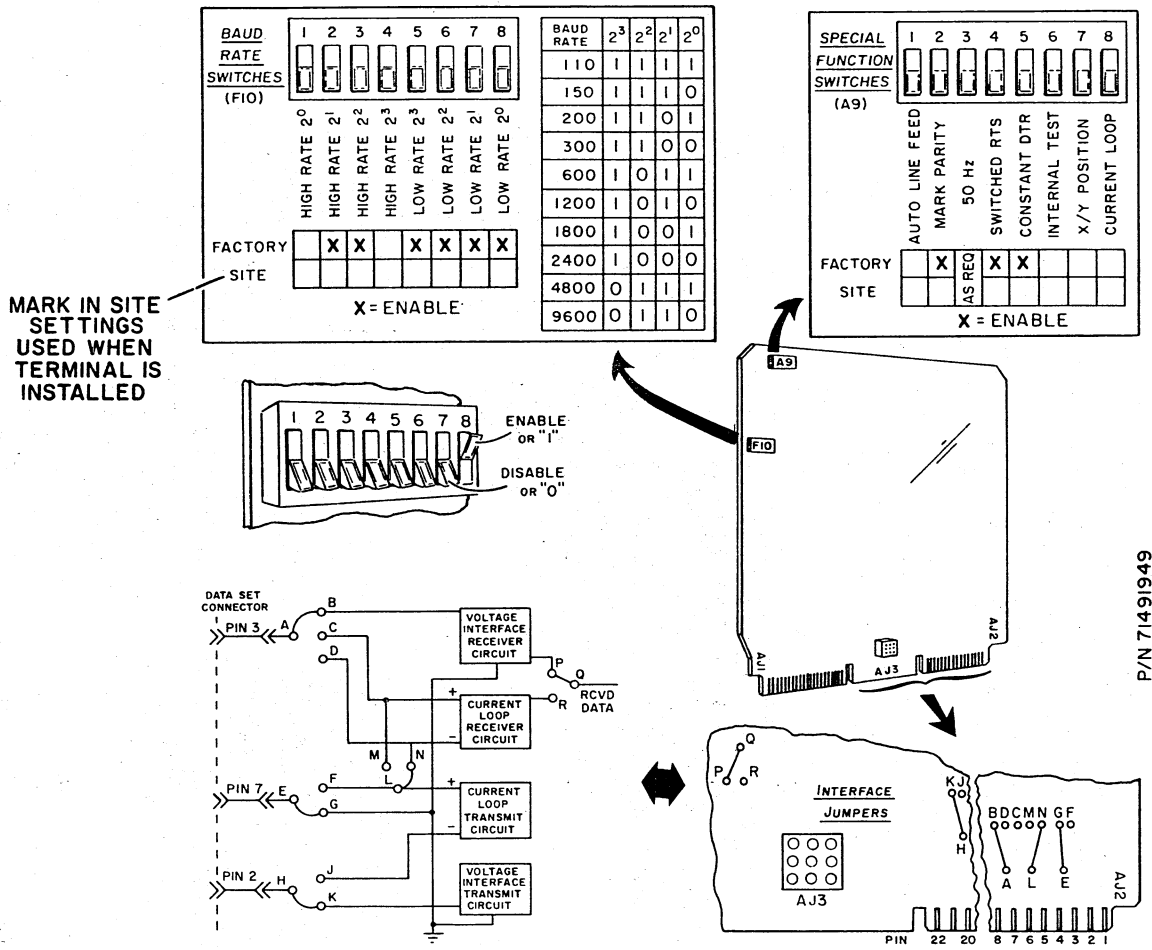 BAUD
RATE
SWITCHES
(F10)
1 2 3 4 5 6 7 8
HIGH RATE 2⁰
HIGH RATE 2¹
HIGH RATE 2²
HIGH RATE 2³
LOW RATE 2³
LOW RATE 2²
LOW RATE 2¹
LOW RATE 2⁰
FACTORY X X X X X X
SITE
X = ENABLE
BAUD RATE 2³ 2² 2¹ 2⁰
110 1 1 1 1
150 1 1 1 0
200 1 1 0 1
300 1 1 0 0
600 1 0 1 1
1200 1 0 1 0
1800 1 0 0 1
2400 1 0 0 0
4800 0 1 1 1
9600 0 1 1 0
SPECIAL
FUNCTION
SWITCHES
(A9)
1 2 3 4 5 6 7 8
AUTO LINE FEED
MARK PARITY
50 Hz
SWITCHED RTS
CONSTANT DTR
INTERNAL TEST
X/Y POSITION
CURRENT LOOP
FACTORY X X X
SITE
AS REQ
X = ENABLE
MARK IN SITE
SETTINGS
USED WHEN
TERMINAL IS
INSTALLED
1 2 3 4 5 6 7 8
ENABLE
OR "1"
DISABLE
OR "0"
A9
F10
AJ1
AJ3
AJ2
P/N 71491949
DATA SET
CONNECTOR
PIN 3
A
B
C
D
VOLTAGE
INTERFACE
RECEIVER
CIRCUIT
P
Q
R
RCVD
DATA
+
CURRENT
LOOP
RECEIVER
CIRCUIT
-
M
N
L
PIN 7
E
F
G
+
CURRENT
LOOP
TRANSMIT
CIRCUIT
-
PIN 2
H
J
K
VOLTAGE
INTERFACE
TRANSMIT
CIRCUIT
Q
P R
INTERFACE
JUMPERS
AJ3
K J
H
B D C M N G F
A L E
AJ2
PIN 22 20 8 7 6 5 4 3 2 1